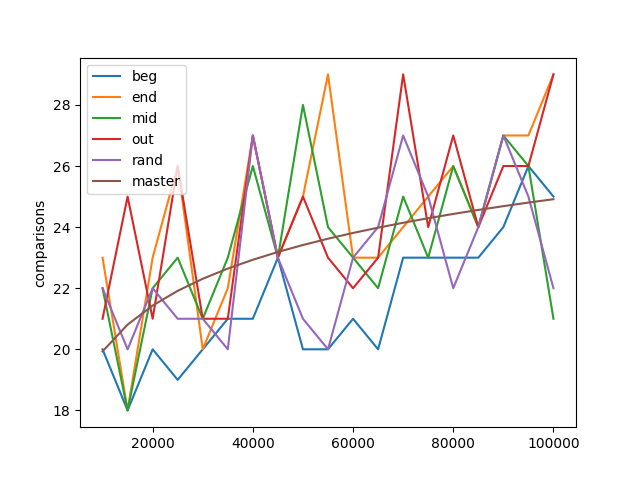 28
26
24
22
20
18
comparisons
beg
end
mid
out
rand
master
20000 40000 60000 80000 100000